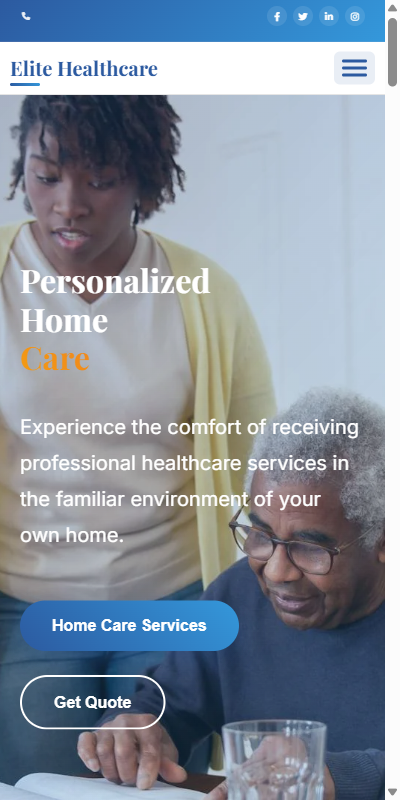 Elite Healthcare
Personalized
Home
Care
Experience the comfort of receiving
professional healthcare services in
the familiar environment of your
own home.
Home Care Services
Get Quote